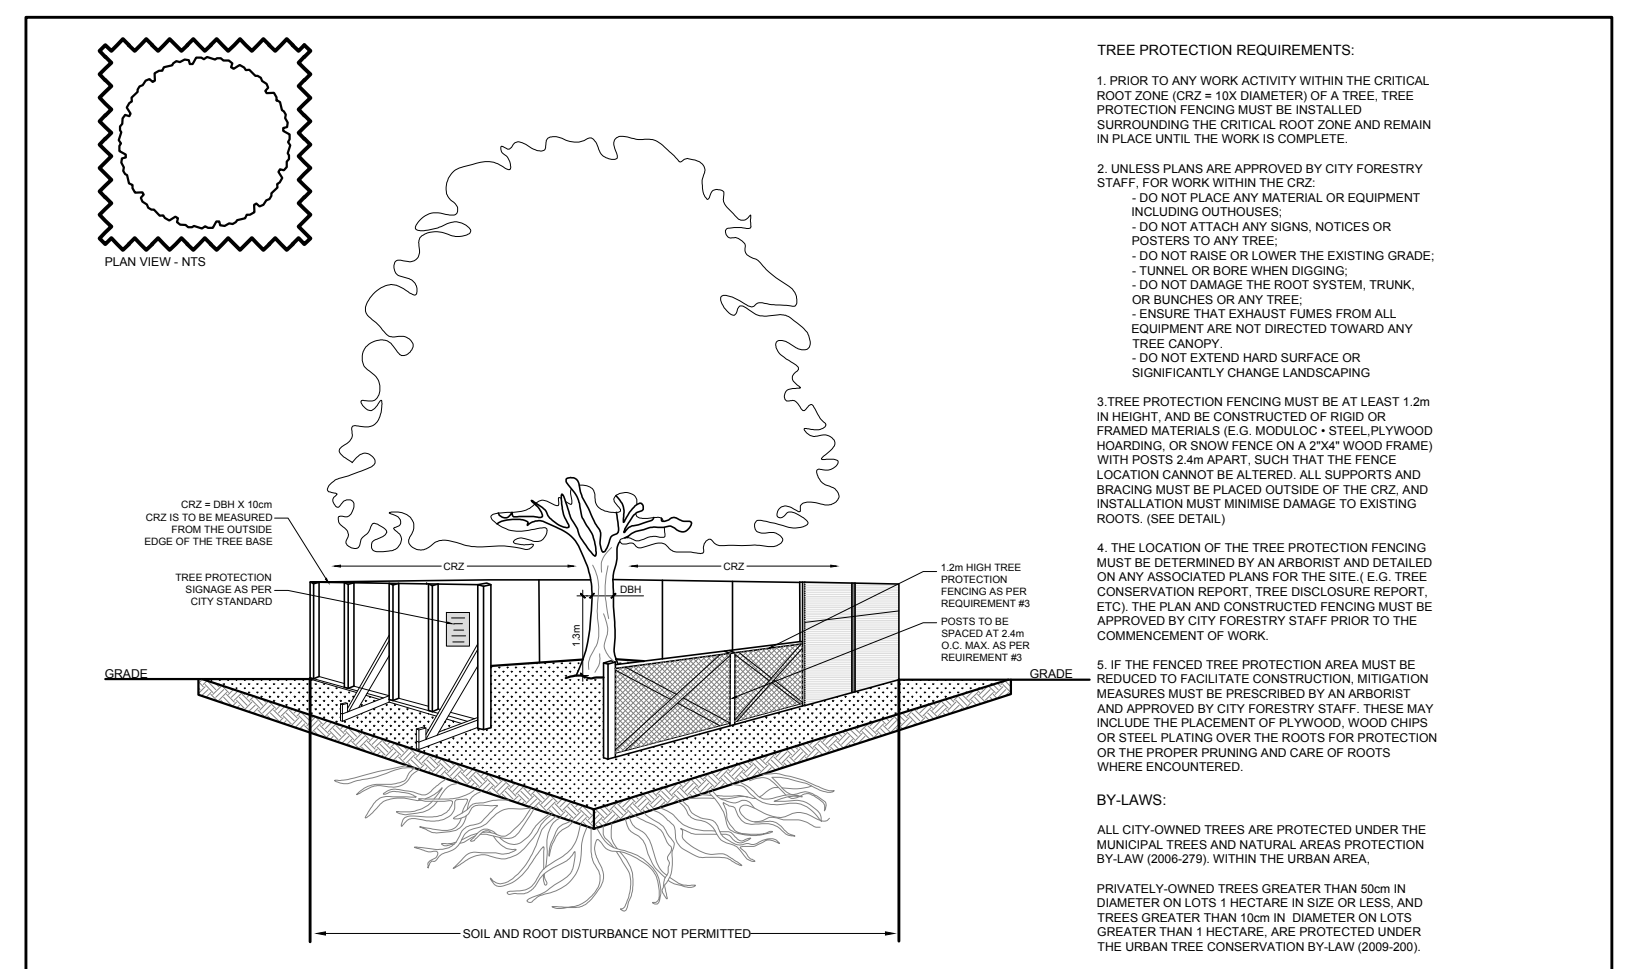 PLAN VIEW - NTS
CRZ = DBH X 10cm
CRZ IS TO BE MEASURED
FROM THE OUTSIDE
EDGE OF THE TREE BASE
TREE PROTECTION
SIGNAGE AS PER
CITY STANDARD
CRZ
CRZ
DBH
1.3m
1.2m HIGH TREE
PROTECTION
FENCING AS PER
REQUIREMENT #3
POSTS TO BE
SPACED AT 2.4m
O.C. MAX. AS PER
REUIREMENT #3
GRADE
GRADE
SOIL AND ROOT DISTURBANCE NOT PERMITTED
TREE PROTECTION REQUIREMENTS:
1. PRIOR TO ANY WORK ACTIVITY WITHIN THE CRITICAL
ROOT ZONE (CRZ = 10X DIAMETER) OF A TREE, TREE
PROTECTION FENCING MUST BE INSTALLED
SURROUNDING THE CRITICAL ROOT ZONE AND REMAIN
IN PLACE UNTIL THE WORK IS COMPLETE.
2. UNLESS PLANS ARE APPROVED BY CITY FORESTRY
STAFF, FOR WORK WITHIN THE CRZ:
- DO NOT PLACE ANY MATERIAL OR EQUIPMENT
INCLUDING OUTHOUSES;
- DO NOT ATTACH ANY SIGNS, NOTICES OR
POSTERS TO ANY TREE;
- DO NOT RAISE OR LOWER THE EXISTING GRADE;
- TUNNEL OR BORE WHEN DIGGING;
- DO NOT DAMAGE THE ROOT SYSTEM, TRUNK,
OR BUNCHES OR ANY TREE;
- ENSURE THAT EXHAUST FUMES FROM ALL
EQUIPMENT ARE NOT DIRECTED TOWARD ANY
TREE CANOPY.
- DO NOT EXTEND HARD SURFACE OR
SIGNIFICANTLY CHANGE LANDSCAPING
3.TREE PROTECTION FENCING MUST BE AT LEAST 1.2m
IN HEIGHT, AND BE CONSTRUCTED OF RIGID OR
FRAMED MATERIALS (E.G. MODULOC • STEEL,PLYWOOD
HOARDING, OR SNOW FENCE ON A 2"X4" WOOD FRAME)
WITH POSTS 2.4m APART, SUCH THAT THE FENCE
LOCATION CANNOT BE ALTERED. ALL SUPPORTS AND
BRACING MUST BE PLACED OUTSIDE OF THE CRZ, AND
INSTALLATION MUST MINIMISE DAMAGE TO EXISTING
ROOTS. (SEE DETAIL)
4. THE LOCATION OF THE TREE PROTECTION FENCING
MUST BE DETERMINED BY AN ARBORIST AND DETAILED
ON ANY ASSOCIATED PLANS FOR THE SITE.( E.G. TREE
CONSERVATION REPORT, TREE DISCLOSURE REPORT,
ETC). THE PLAN AND CONSTRUCTED FENCING MUST BE
APPROVED BY CITY FORESTRY STAFF PRIOR TO THE
COMMENCEMENT OF WORK.
5. IF THE FENCED TREE PROTECTION AREA MUST BE
REDUCED TO FACILITATE CONSTRUCTION, MITIGATION
MEASURES MUST BE PRESCRIBED BY AN ARBORIST
AND APPROVED BY CITY FORESTRY STAFF. THESE MAY
INCLUDE THE PLACEMENT OF PLYWOOD, WOOD CHIPS
OR STEEL PLATING OVER THE ROOTS FOR PROTECTION
OR THE PROPER PRUNING AND CARE OF ROOTS
WHERE ENCOUNTERED.
BY-LAWS:
ALL CITY-OWNED TREES ARE PROTECTED UNDER THE
MUNICIPAL TREES AND NATURAL AREAS PROTECTION
BY-LAW (2006-279). WITHIN THE URBAN AREA,
PRIVATELY-OWNED TREES GREATER THAN 50cm IN
DIAMETER ON LOTS 1 HECTARE IN SIZE OR LESS, AND
TREES GREATER THAN 10cm IN DIAMETER ON LOTS
GREATER THAN 1 HECTARE, ARE PROTECTED UNDER
THE URBAN TREE CONSERVATION BY-LAW (2009-200).